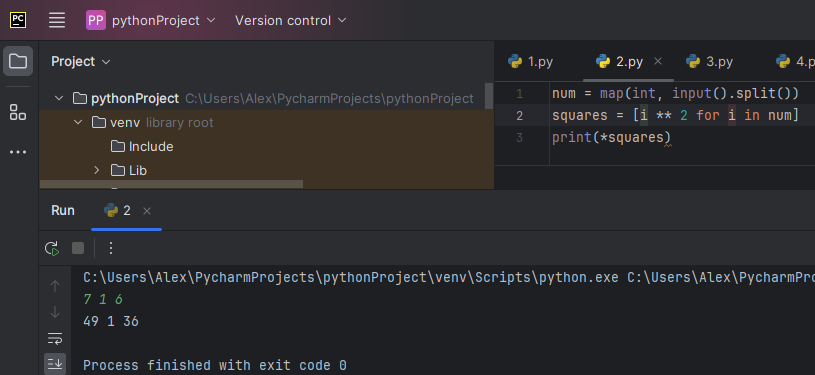 PC PP pythonProject Version control
Project
pythonProject C:\Users\Alex\PycharmProjects\pythonProject
venv library root
Include
Lib
1.py 2.py 3.py 4.p
1 num = map(int, input().split())
2 squares = [i ** 2 for i in num]
3 print(*squares)
Run 2
C:\Users\Alex\PycharmProjects\pythonProject\venv\Scripts\python.exe C:\Users\Alex\PycharmPro
7 1 6
49 1 36
Process finished with exit code 0